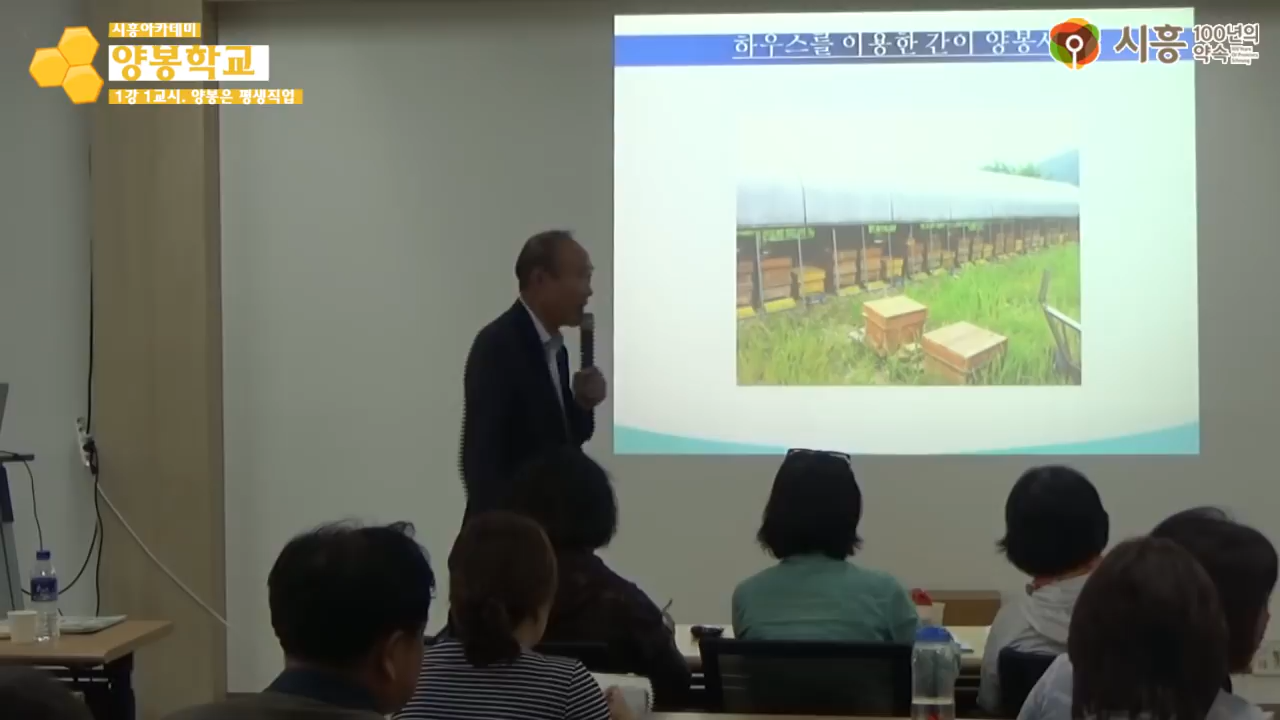 시흥아카데미
양봉학교
1강 1교시. 양봉은 평생직업
하우스를 이용한 간이 양봉사
시흥 100년의
약속